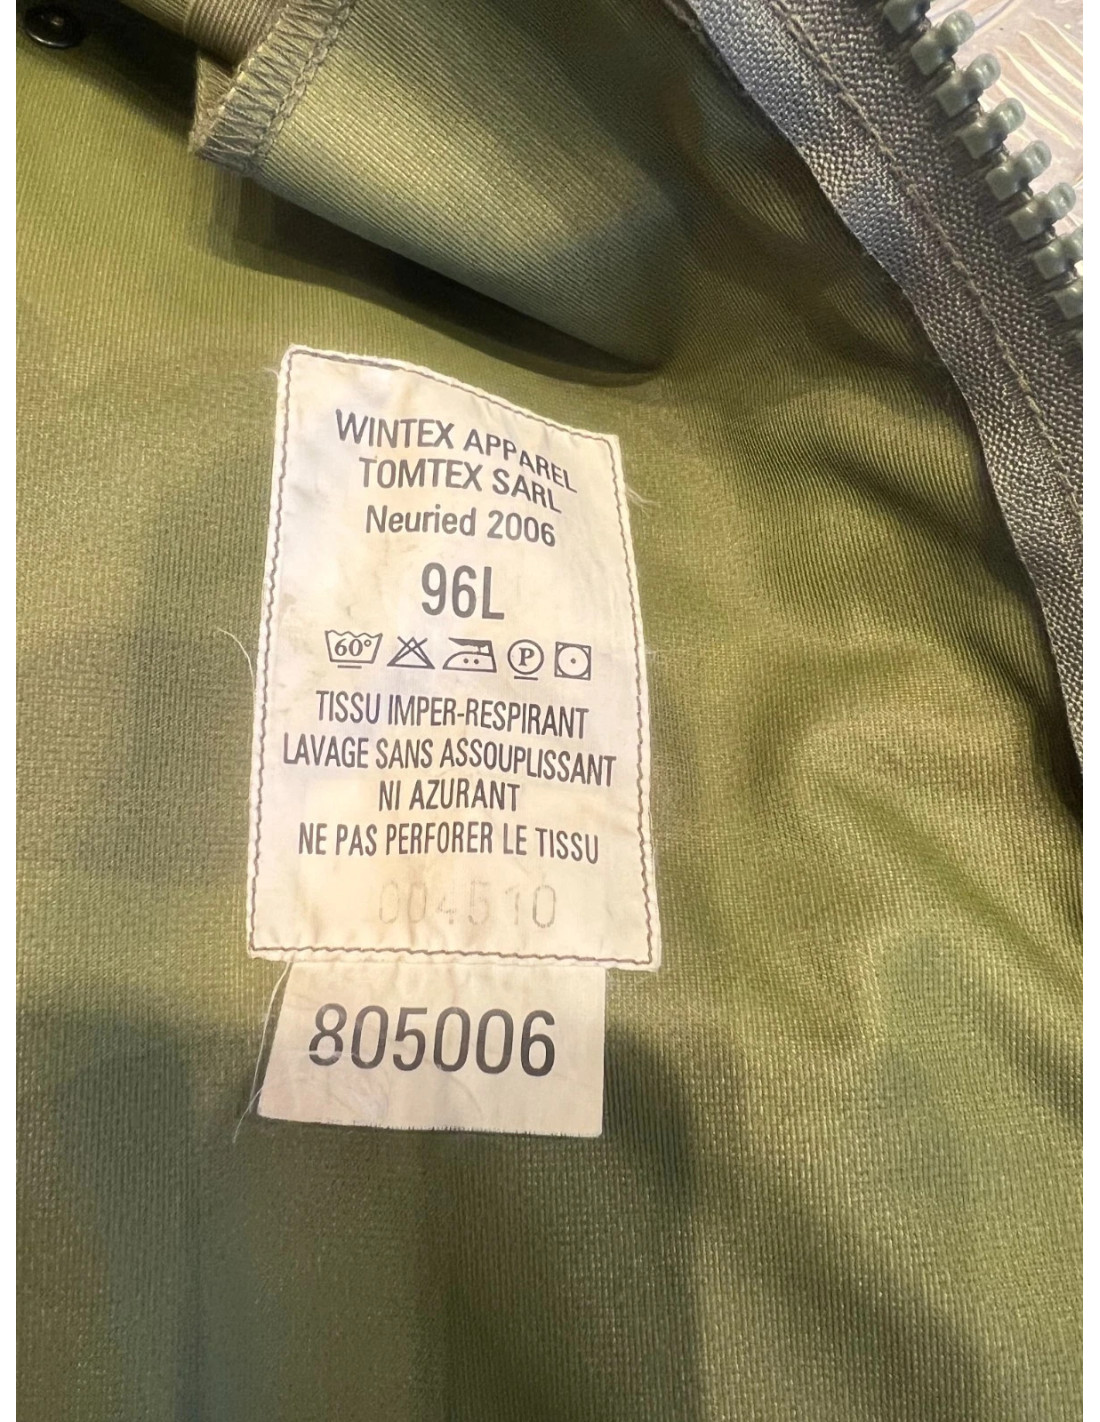 WINTEX APPAREL
TOMTEX SARL
Neuried 2006
96L
60° P
TISSU IMPER-RESPIRANT
LAVAGE SANS ASSOUPLISSANT
NI AZURANT
NE PAS PERFORER LE TISSU
004510
805006